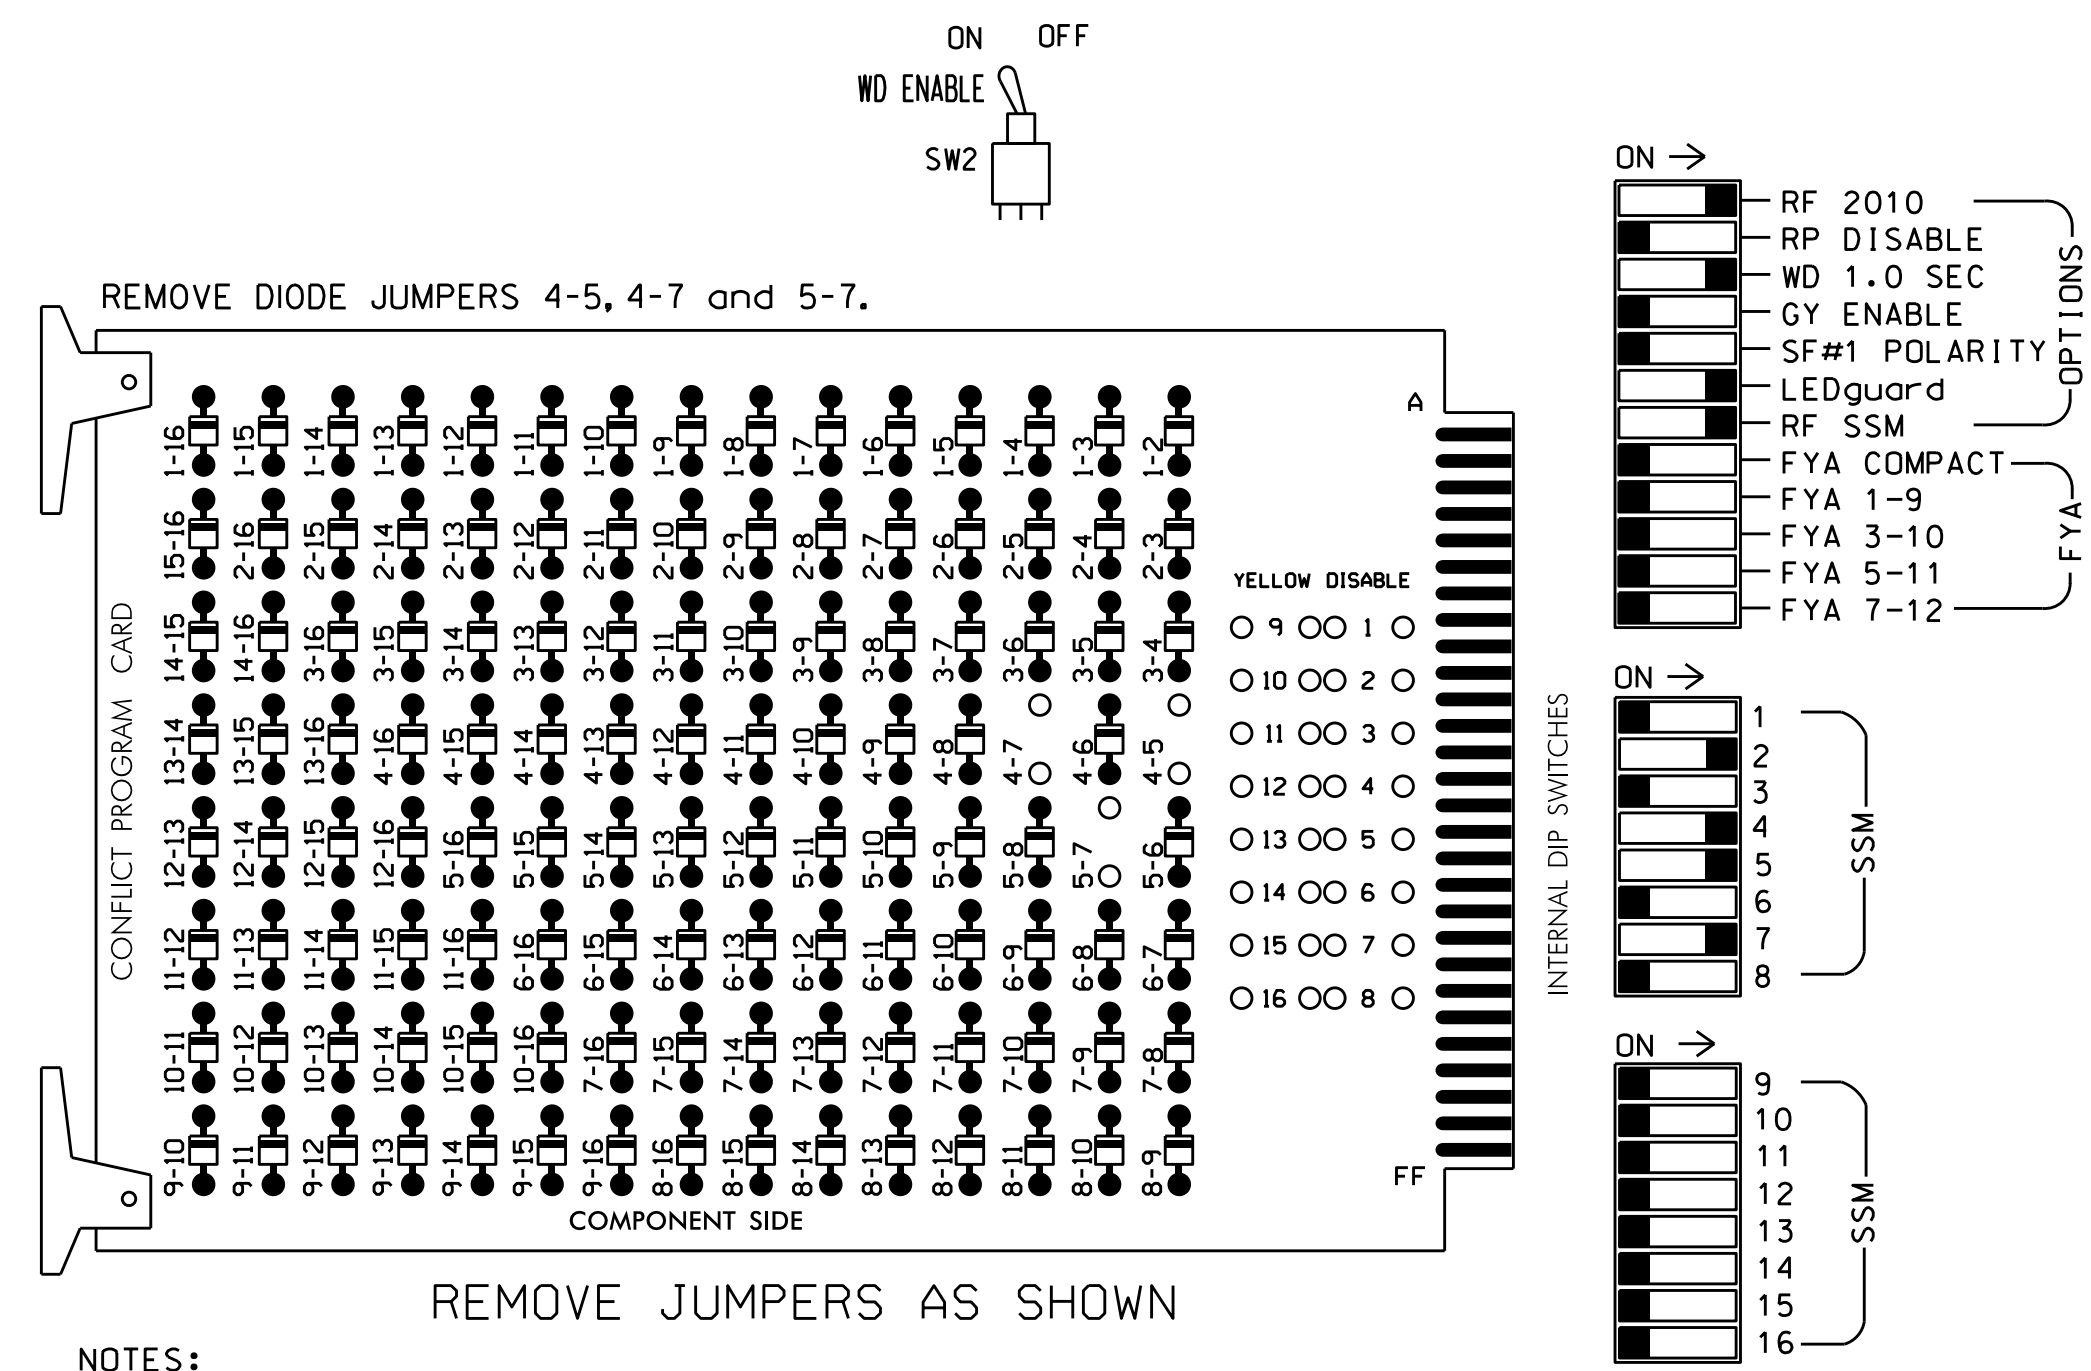 ON OFF
WD ENABLE
SW2
REMOVE DIODE JUMPERS 4-5, 4-7 and 5-7.
CONFLICT PROGRAM CARD
1-16 1-15 1-14 1-13 1-12 1-11 1-10 1-9 1-8 1-7 1-6 1-5 1-4 1-3 1-2
15-16 2-16 2-15 2-14 2-13 2-12 2-11 2-10 2-9 2-8 2-7 2-6 2-5 2-4 2-3
14-15 14-16 3-16 3-15 3-14 3-13 3-12 3-11 3-10 3-9 3-8 3-7 3-6 3-5 3-4
13-14 13-15 13-16 4-16 4-15 4-14 4-13 4-12 4-11 4-10 4-9 4-8 4-7 4-6 4-5
12-13 12-14 12-15 12-16 5-16 5-15 5-14 5-13 5-12 5-11 5-10 5-9 5-8 5-7 5-6
11-12 11-13 11-14 11-15 11-16 6-16 6-15 6-14 6-13 6-12 6-11 6-10 6-9 6-8 6-7
10-11 10-12 10-13 10-14 10-15 10-16 7-16 7-15 7-14 7-13 7-12 7-11 7-10 7-9 7-8
9-10 9-11 9-12 9-13 9-14 9-15 9-16 8-16 8-15 8-14 8-13 8-12 8-11 8-10 8-9
COMPONENT SIDE
A
YELLOW DISABLE
9 1
10 2
11 3
12 4
13 5
14 6
15 7
16 8
FF
REMOVE JUMPERS AS SHOWN
NOTES:
INTERNAL DIP SWITCHES
ON
RF 2010
RP DISABLE
WD 1.0 SEC
GY ENABLE
SF#1 POLARITY
LEDguard
RF SSM
OPTIONS
FYA COMPACT
FYA 1-9
FYA 3-10
FYA 5-11
FYA 7-12
FYA
ON
1
2
3
4
5
6
7
8
SSM
ON
9
10
11
12
13
14
15
16
SSM